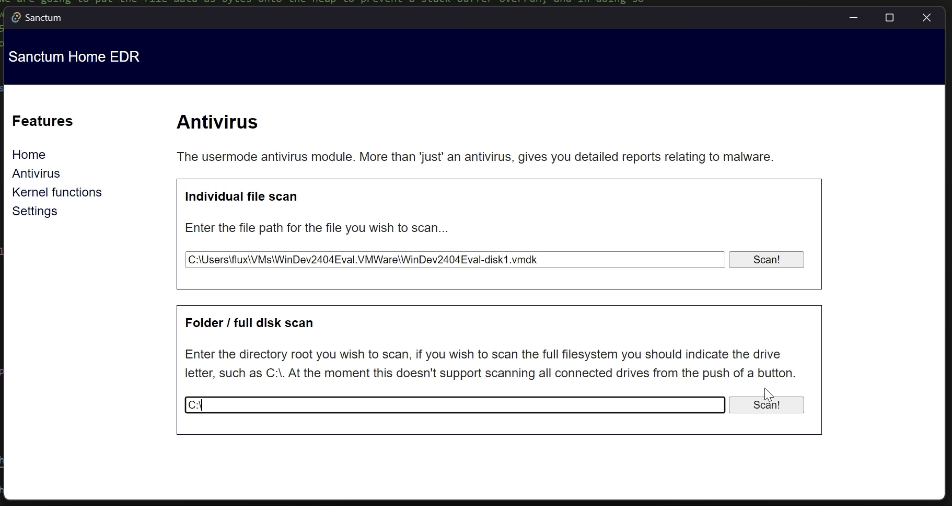 we are going to put the file data as bytes onto the heap to prevent a stack buffer overrun, and in doing so
Sanctum
Sanctum Home EDR
Features
Home
Antivirus
Kernel functions
Settings
Antivirus
The usermode antivirus module. More than 'just' an antivirus, gives you detailed reports relating to malware.
Individual file scan
Enter the file path for the file you wish to scan...
C:\Users\flux\VMs\WinDev2404Eval.VMWare\WinDev2404Eval-disk1.vmdk
Scan!
Folder / full disk scan
Enter the directory root you wish to scan, if you wish to scan the full filesystem you should indicate the drive
letter, such as C:\. At the moment this doesn't support scanning all connected drives from the push of a button.
C:\
Scan!